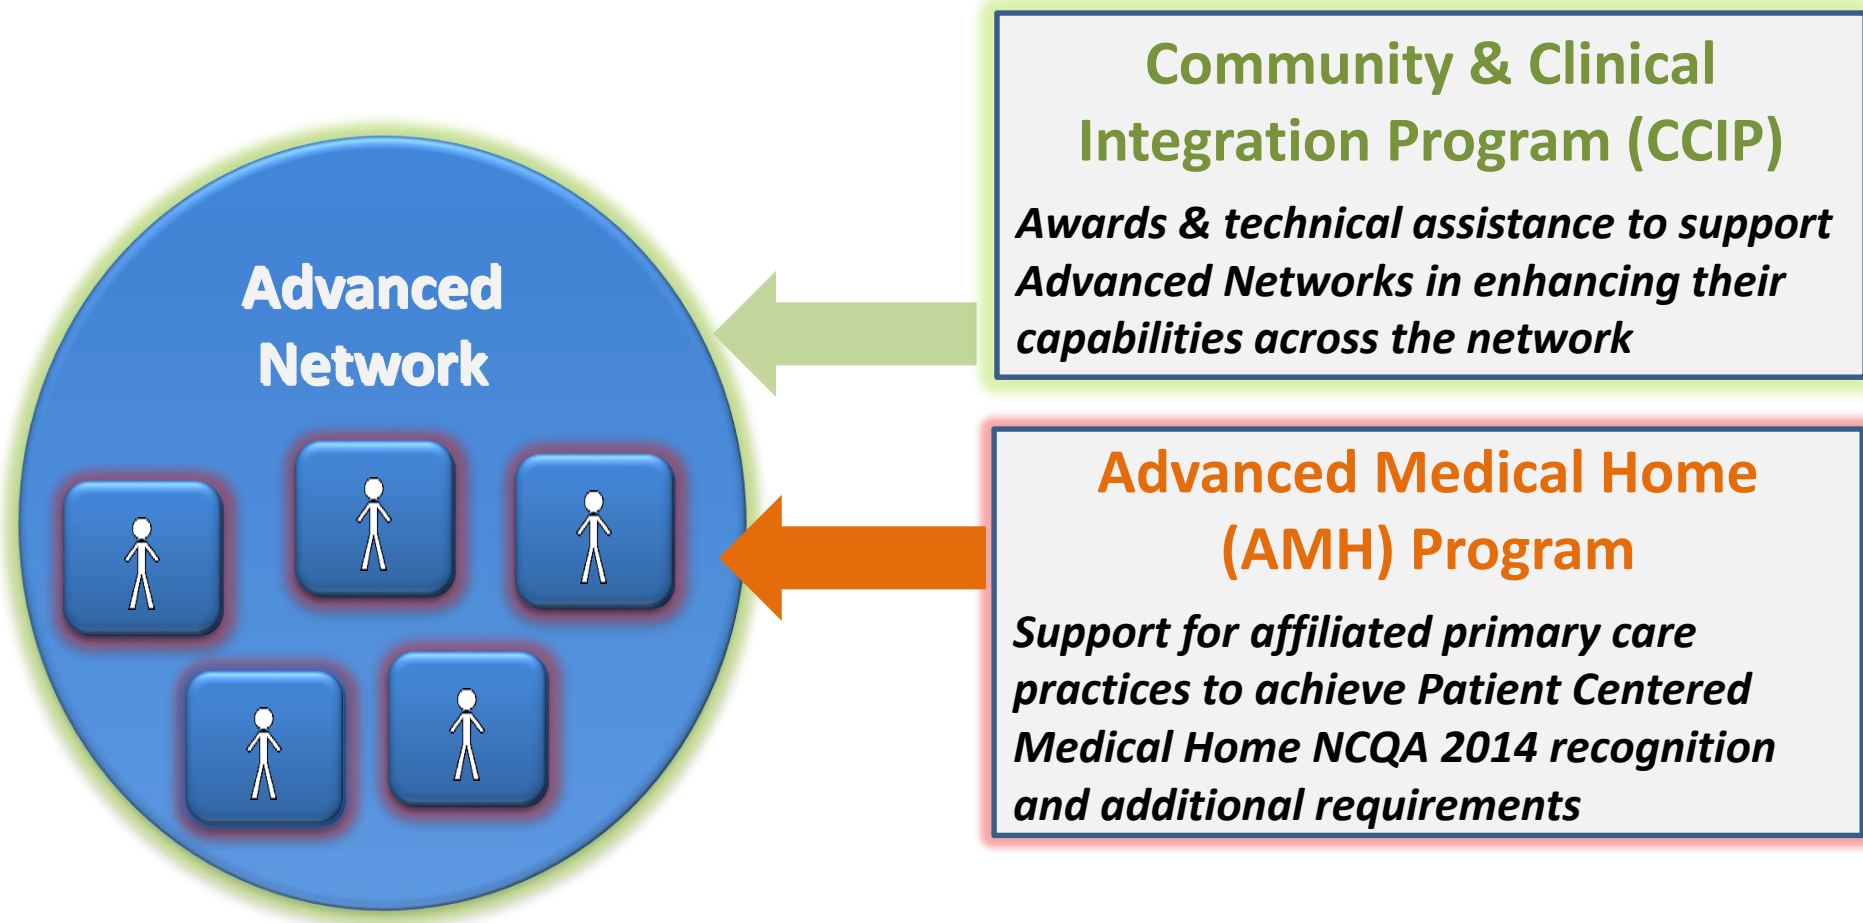 Advanced
Network
Community & Clinical
Integration Program (CCIP)
Awards & technical assistance to support
Advanced Networks in enhancing their
capabilities across the network
Advanced Medical Home
(AMH) Program
Support for affiliated primary care
practices to achieve Patient Centered
Medical Home NCQA 2014 recognition
and additional requirements